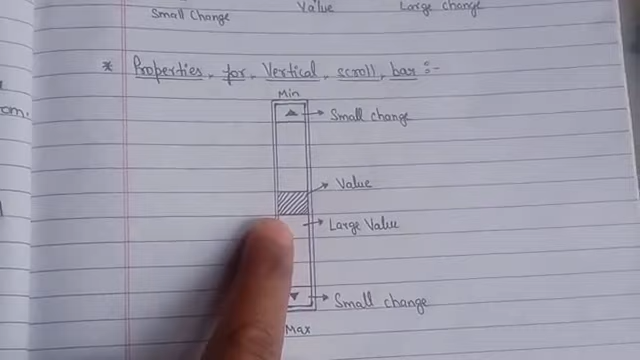 Small Change Value Large change
* Properties, for, Vertical, scroll, bar :-
cm.
Min
Small change
Value
Large Value
Small change
Max